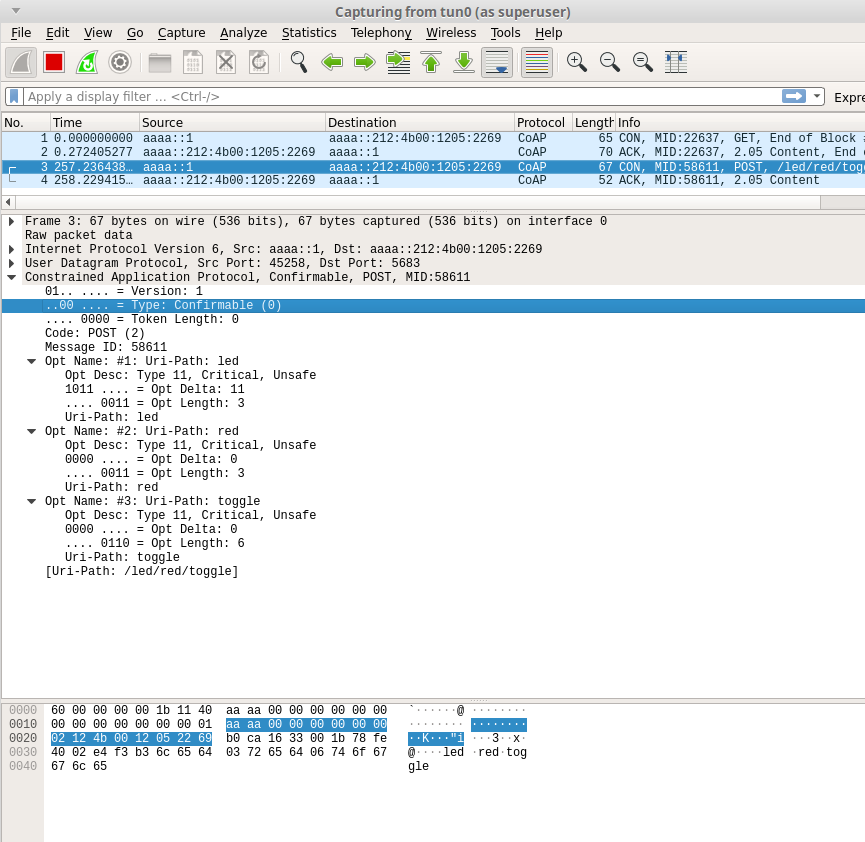 Capturing from tun0 (as superuser)
File Edit View Go Capture Analyze Statistics Telephony Wireless Tools Help
Apply a display filter … <Ctrl-/>
No. Time Source Destination Protocol Length Info
1 0.000000000 aaaa::1 aaaa::212:4b00:1205:2269 CoAP 65 CON, MID:22637, GET, End of Block
2 0.272405277 aaaa::212:4b00:1205:2269 aaaa::1 CoAP 70 ACK, MID:22637, 2.05 Content, End
3 257.236438… aaaa::1 aaaa::212:4b00:1205:2269 CoAP 67 CON, MID:58611, POST, /led/red/togg
4 258.229415… aaaa::212:4b00:1205:2269 aaaa::1 CoAP 52 ACK, MID:58611, 2.05 Content
Frame 3: 67 bytes on wire (536 bits), 67 bytes captured (536 bits) on interface 0
Raw packet data
Internet Protocol Version 6, Src: aaaa::1, Dst: aaaa::212:4b00:1205:2269
User Datagram Protocol, Src Port: 45258, Dst Port: 5683
Constrained Application Protocol, Confirmable, POST, MID:58611
01.. .... = Version: 1
..00 .... = Type: Confirmable (0)
.... 0000 = Token Length: 0
Code: POST (2)
Message ID: 58611
Opt Name: #1: Uri-Path: led
Opt Desc: Type 11, Critical, Unsafe
1011 .... = Opt Delta: 11
.... 0011 = Opt Length: 3
Uri-Path: led
Opt Name: #2: Uri-Path: red
Opt Desc: Type 11, Critical, Unsafe
0000 .... = Opt Delta: 0
.... 0011 = Opt Length: 3
Uri-Path: red
Opt Name: #3: Uri-Path: toggle
Opt Desc: Type 11, Critical, Unsafe
0000 .... = Opt Delta: 0
.... 0110 = Opt Length: 6
Uri-Path: toggle
[Uri-Path: /led/red/toggle]
0000 60 00 00 00 00 1b 11 40 aa aa 00 00 00 00 00 00 `······@ ········
0010 00 00 00 00 00 00 00 01 aa aa 00 00 00 00 00 00 ········ ········
0020 02 12 4b 00 12 05 22 69 b0 ca 16 33 00 1b 78 fe ··K···"i ···3··x·
0030 40 02 e4 f3 b3 6c 65 64 03 72 65 64 06 74 6f 67 @····led ·red·tog
0040 67 6c 65 gle